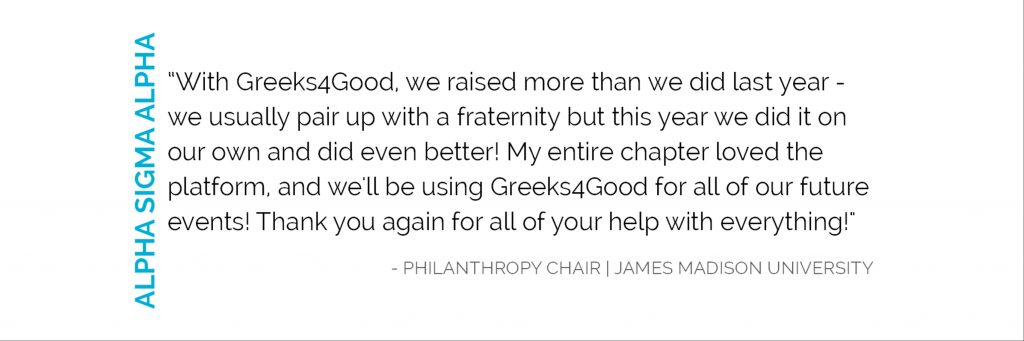 ALPHA SIGMA ALPHA
“With Greeks4Good, we raised more than we did last year -
we usually pair up with a fraternity but this year we did it on
our own and did even better! My entire chapter loved the
platform, and we'll be using Greeks4Good for all of our future
events! Thank you again for all of your help with everything!"
- PHILANTHROPY CHAIR | JAMES MADISON UNIVERSITY